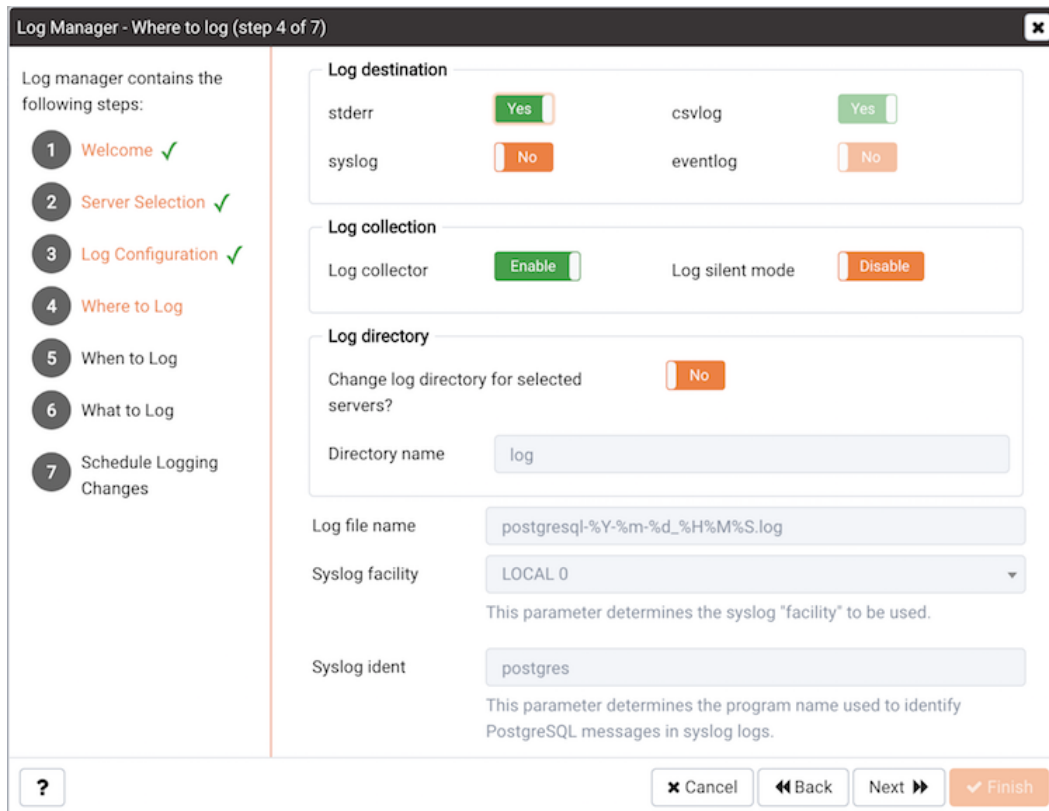 Log Manager - Where to log (step 4 of 7)
Log manager contains the
following steps:
1 Welcome
2 Server Selection
3 Log Configuration
4 Where to Log
5 When to Log
6 What to Log
7 Schedule Logging
Changes
Log destination
stderr Yes csvlog Yes
syslog No eventlog No
Log collection
Log collector Enable Log silent mode Disable
Log directory
Change log directory for selected No
servers?
Directory name log
Log file name postgresql-%Y-%m-%d_%H%M%S.log
Syslog facility LOCAL 0
This parameter determines the syslog "facility" to be used.
Syslog ident postgres
This parameter determines the program name used to identify
PostgreSQL messages in syslog logs.
? Cancel Back Next Finish